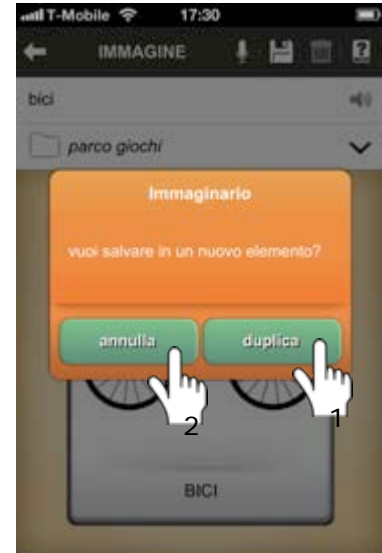 T-Mobile 17:30
IMMAGINE
bici
parco giochi
Immaginario
vuoi salvare in un nuovo elemento?
annulla duplica
2 1
BICI